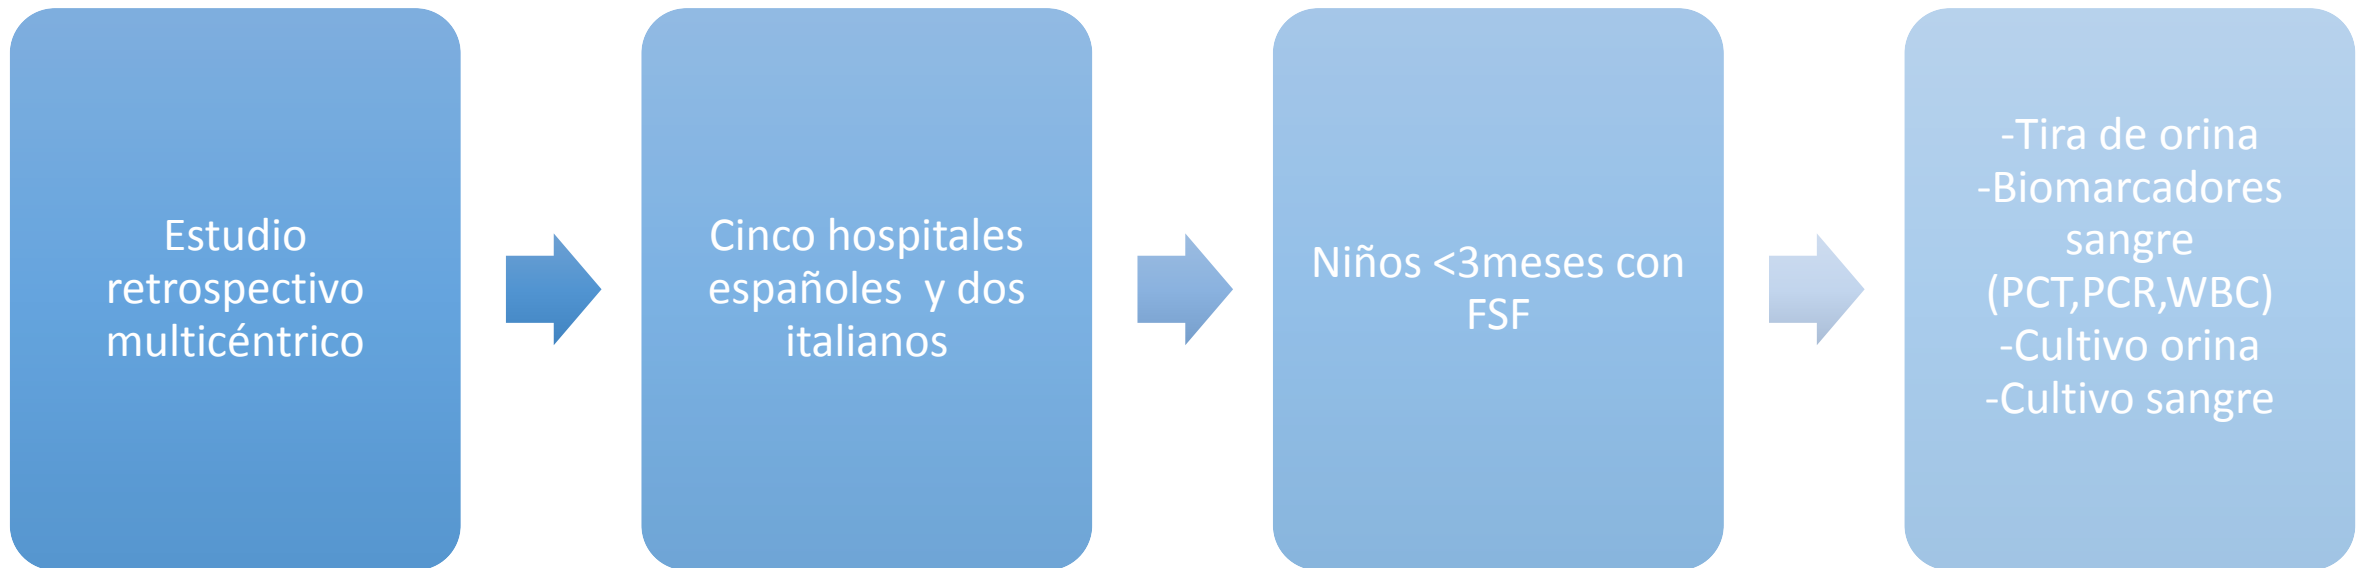 Estudio
retrospectivo
multicéntrico
Cinco hospitales
españoles  y dos
italianos
Niños <3meses con
FSF
-Tira de orina
-Biomarcadores
sangre
(PCT,PCR,WBC)
-Cultivo orina
-Cultivo sangre